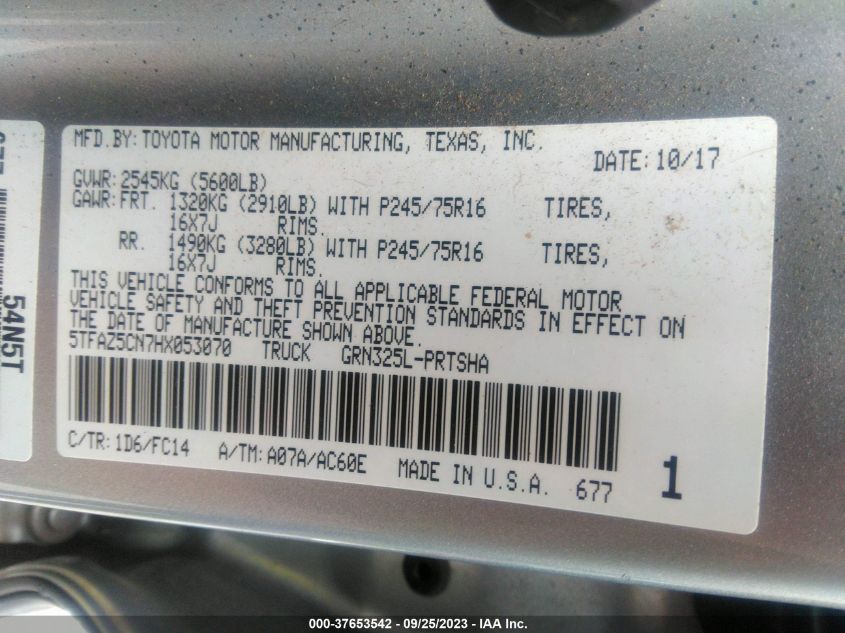 MFD.BY: TOYOTA MOTOR MANUFACTURING, TEXAS, INC.
DATE: 10/17
GVWR: 2545KG (5600LB)
GAWR: FRT. 1320KG (2910LB) WITH P245/75R16 TIRES,
16X7J RIMS.
RR. 1490KG (3280LB) WITH P245/75R16 TIRES,
16X7J RIMS.
THIS VEHICLE CONFORMS TO ALL APPLICABLE FEDERAL MOTOR
VEHICLE SAFETY AND THEFT PREVENTION STANDARDS IN EFFECT ON
THE DATE OF MANUFACTURE SHOWN ABOVE.
5TFAZ5CN7HX053070 TRUCK GRN325L-PRTSHA
C/TR: 1D6/FC14 A/TM: A07A/AC60E MADE IN U.S.A. 677 1
54N5T
000-37653542 - 09/25/2023 - IAA Inc.